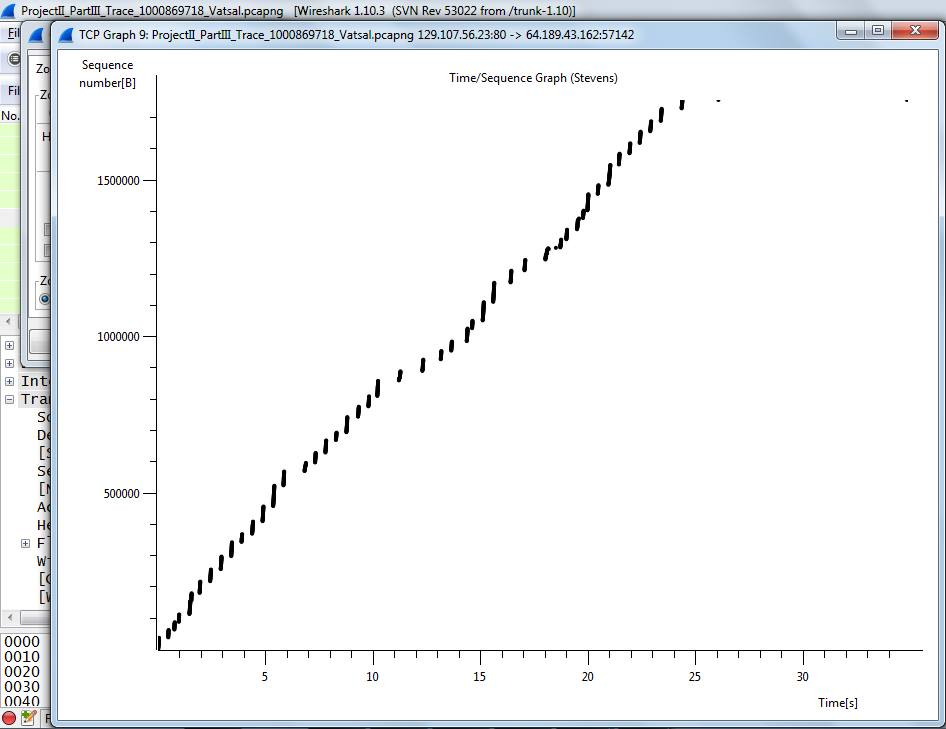 ProjectII_PartIII_Trace_1000869718_Vatsal.pcapng [Wireshark 1.10.3 (SVN Rev 53022 from /trunk-1.10)]
TCP Graph 9: ProjectII_PartIII_Trace_1000869718_Vatsal.pcapng 129.107.56.23:80 -> 64.189.43.162:57142
Sequence
number[B]
Time/Sequence Graph (Stevens)
1500000
1000000
500000
5 10 15 20 25 30
Time[s]
No.
0000
0010
0020
0030
0040